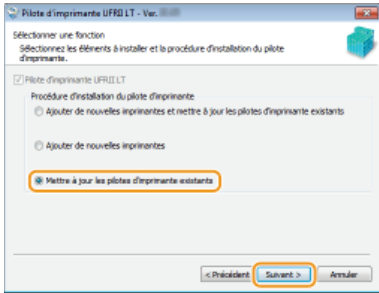 Pilote d'imprimante UFRII LT - Ver.
Sélectionner une fonction
Sélectionnez les éléments à installer et la procédure d'installation du pilote
d'imprimante.
Pilote d'imprimante UFRII LT
Procédure d'installation du pilote d'imprimante
Ajouter de nouvelles imprimantes et mettre à jour les pilotes d'imprimante existants
Ajouter de nouvelles imprimantes
Mettre à jour les pilotes d'imprimante existants
< Précédent
Suivant >
Annuler